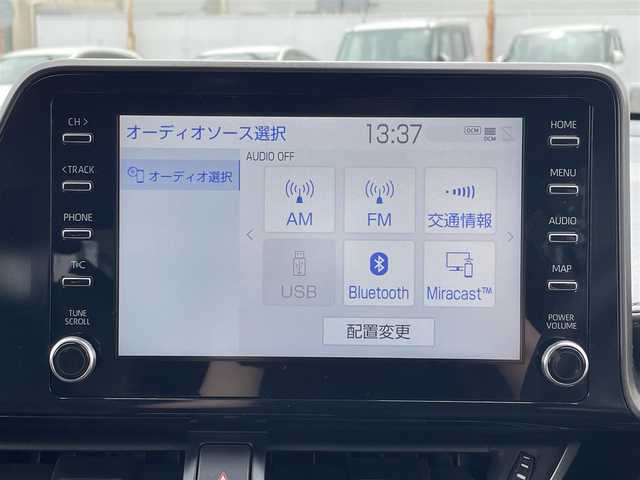 CH >
< TRACK
PHONE
T*C
TUNE
SCROLL
オーディオソース選択
13:37
DCM
DCM
オーディオ選択
AUDIO OFF
AM
FM
交通情報
USB
Bluetooth
Miracast™
配置変更
HOME
MENU
AUDIO
MAP
POWER
VOLUME